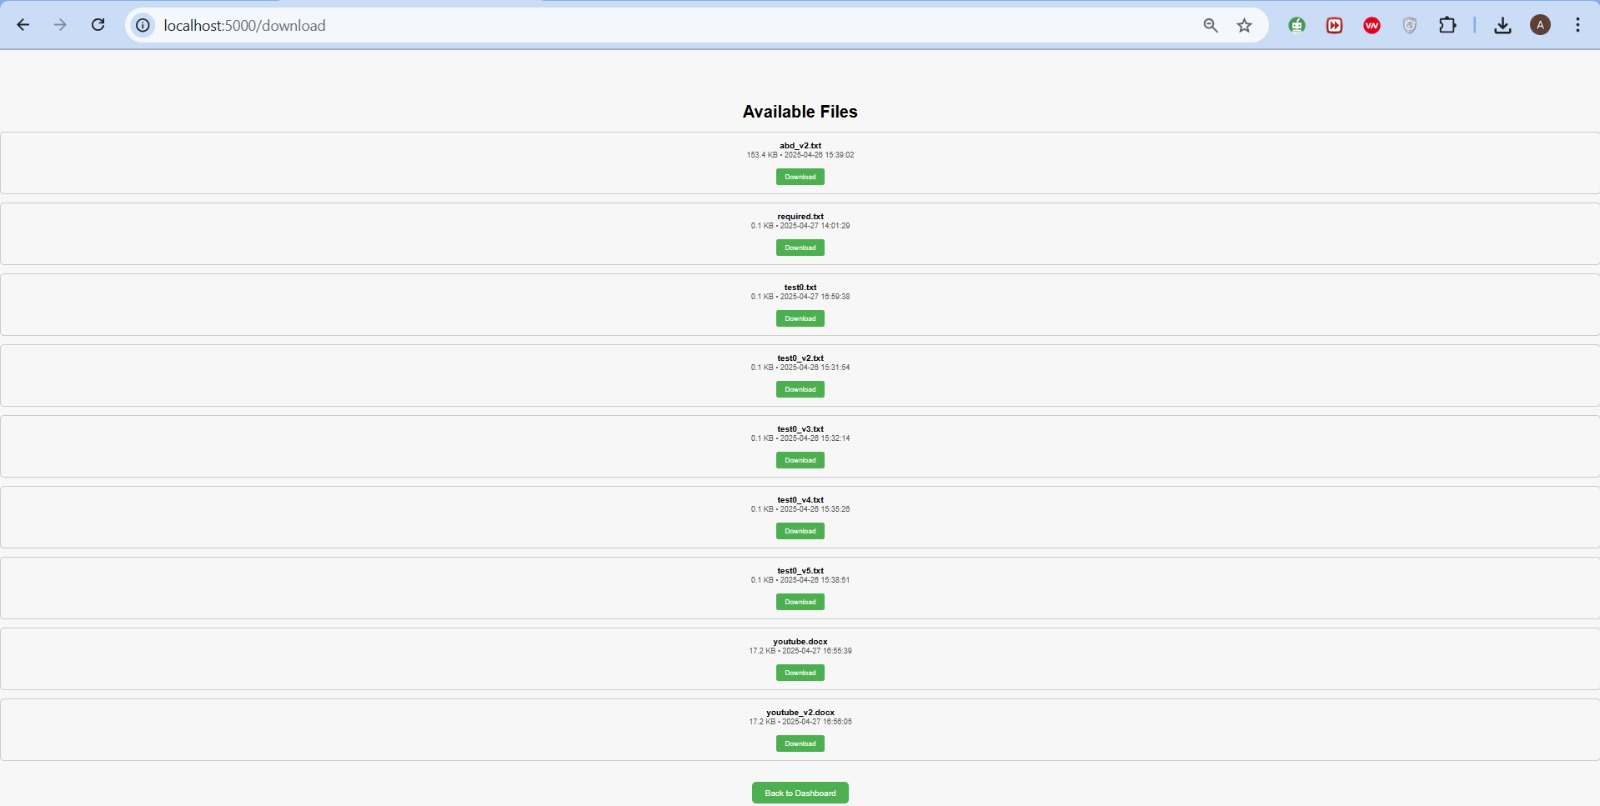 localhost:5000/download
A
Available Files
abd_v2.txt
153.4 KB • 2025-04-26 15:39:02
Download
required.txt
0.1 KB • 2025-04-27 14:01:29
Download
test0.txt
0.1 KB • 2025-04-27 16:59:38
Download
test0_v2.txt
0.1 KB • 2025-04-26 15:31:54
Download
test0_v3.txt
0.1 KB • 2025-04-26 15:32:14
Download
test0_v4.txt
0.1 KB • 2025-04-26 15:35:26
Download
test0_v5.txt
0.1 KB • 2025-04-26 15:38:51
Download
youtube.docx
17.2 KB • 2025-04-27 16:55:39
Download
youtube_v2.docx
17.2 KB • 2025-04-27 16:56:05
Download
Back to Dashboard